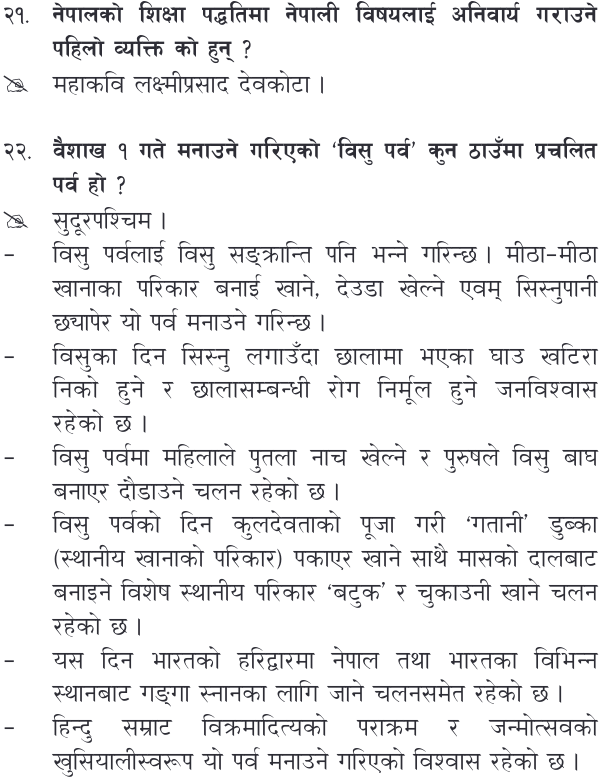 २१. नेपालको शिक्षा पद्धतिमा नेपाली विषयलाई अनिवार्य गराउने
पहिलो व्यक्ति को हुन् ?
महाकवि लक्ष्मीप्रसाद देवकोटा ।
२२. वैशाख १ गते मनाउने गरिएको ‘विसु पर्व’ कुन ठाउँमा प्रचलित
पर्व हो ?
सुदूरपश्चिम ।
– विसु पर्वलाई विसु सङ्क्रान्ति पनि भन्ने गरिन्छ । मीठा–मीठा
खानाका परिकार बनाई खाने, देउडा खेल्ने एवम् सिस्नुपानी
छ्यापेर यो पर्व मनाउने गरिन्छ ।
– विसुका दिन सिस्नु लगाउँदा छालामा भएका घाउ खटिरा
निको हुने र छालासम्बन्धी रोग निर्मूल हुने जनविश्वास
रहेको छ ।
– विसु पर्वमा महिलाले पुतला नाच खेल्ने र पुरुषले विसु बाघ
बनाएर दौडाउने चलन रहेको छ ।
– विसु पर्वको दिन कुलदेवताको पूजा गरी ‘गतानी’ डुब्का
(स्थानीय खानाको परिकार) पकाएर खाने साथै मासको दालबाट
बनाइने विशेष स्थानीय परिकार ‘बटुक’ र चुकाउनी खाने चलन
रहेको छ ।
– यस दिन भारतको हरिद्वारमा नेपाल तथा भारतका विभिन्न
स्थानबाट गङ्गा स्नानका लागि जाने चलनसमेत रहेको छ ।
– हिन्दु सम्राट विक्रमादित्यको पराक्रम र जन्मोत्सवको
खुसियालीस्वरूप यो पर्व मनाउने गरिएको विश्वास रहेको छ ।